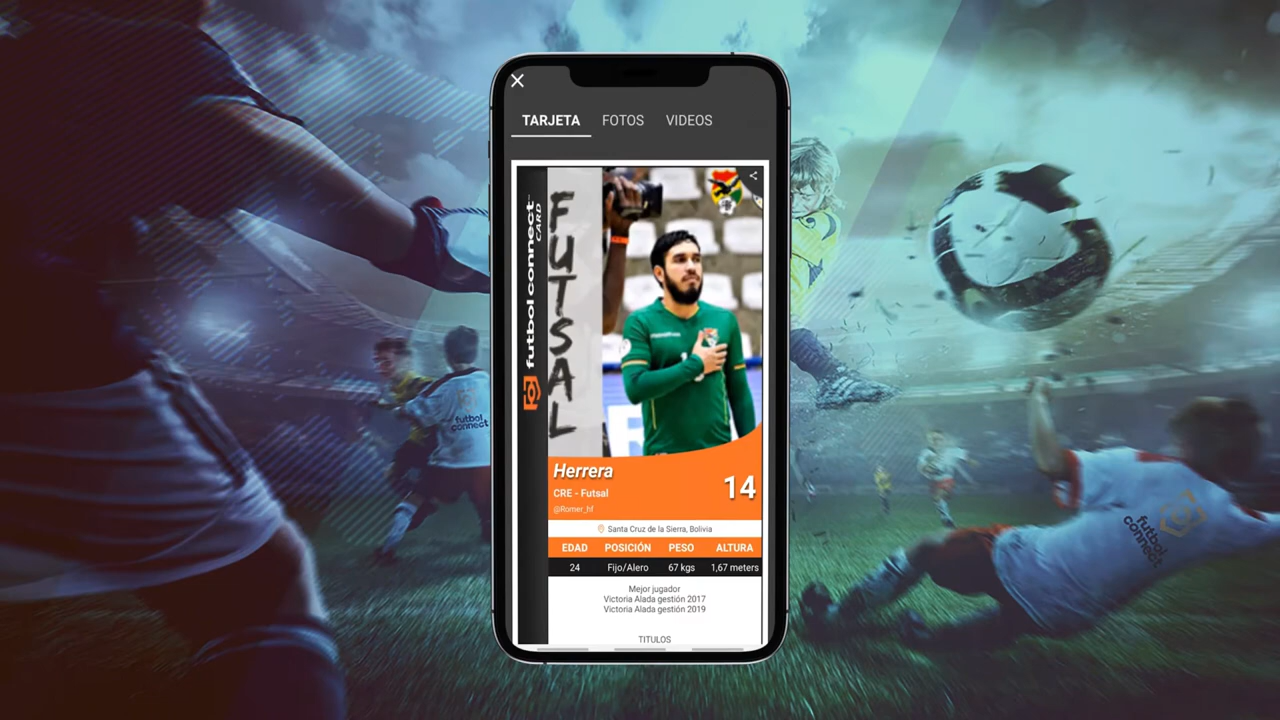 TARJETA FOTOS VIDEOS
futbol connect™
CARD
FUTSAL
Herrera
14
CRE - Futsal
@Romer_hf
Santa Cruz de la Sierra, Bolivia
EDAD POSICIÓN PESO ALTURA
24 Fijo/Alero 67 kgs 1,67 meters
Mejor jugador
Victoria Alada gestión 2017
Victoria Alada gestión 2019
TITULOS
futbol
connect
futbol
connect